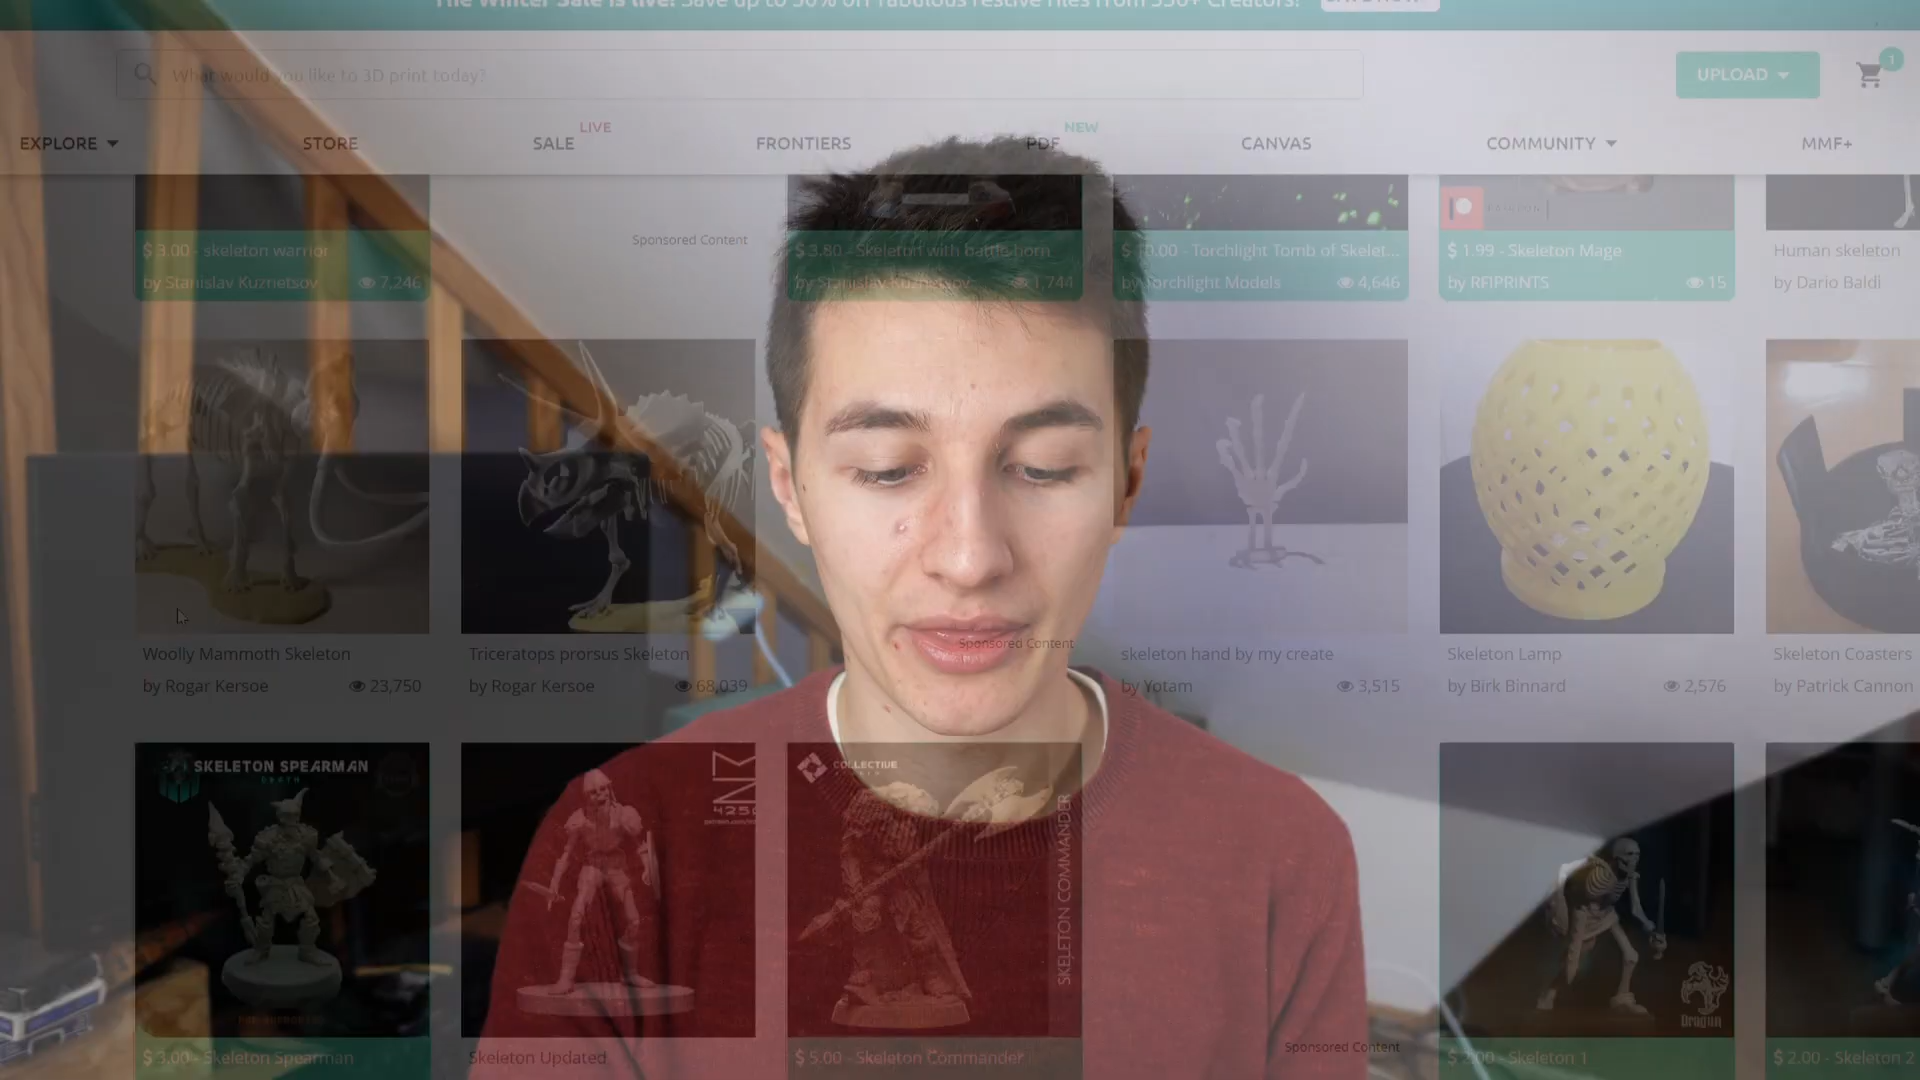 The Winter Sale is live! Save up to 50% off fabulous festive files from 350+ Creators!
What would you like to 3D print today?
UPLOAD
1
EXPLORE
STORE
SALE
LIVE
FRONTIERS
PDF
NEW
CANVAS
COMMUNITY
MMF+
$ 3.00 - skeleton warrior
by Stanislav Kuznetsov
7,246
Sponsored Content
$ 3.80 - Skeleton with battle horn
by Stanislav Kuznetsov
1,744
Torchlight Tomb of Skelet...
by Torchlight Models
4,646
$ 1.99 - Skeleton Mage
by RFIPRINTS
15
Human skeleton
by Dario Baldi
Woolly Mammoth Skeleton
by Rogar Kersoe
23,750
Triceratops prorsus Skeleton
by Rogar Kersoe
68,039
Sponsored Content
skeleton hand by my create
by Yotam
3,515
Skeleton Lamp
by Birk Binnard
2,576
Skeleton Coasters
by Patrick Cannon
SKELETON SPEARMAN
DEATH
COLLECTIVE
SKELETON COMMANDER
Dragun
$ 3.00 - Skeleton Spearman
Skeleton Updated
$ 5.00 - Skeleton Commander
Sponsored Content
Skeleton 1
$ 2.00 - Skeleton 2